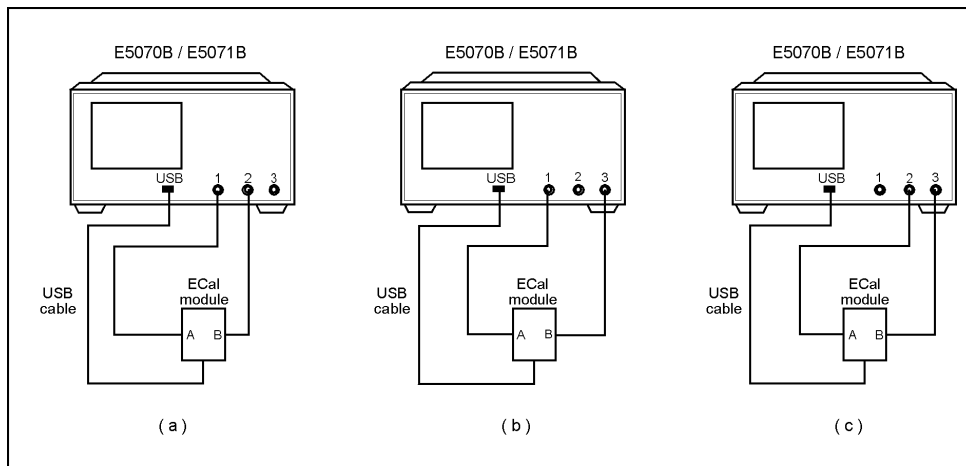 E5070B / E5071B
USB
1
2
3
USB
cable
ECal
module
A
B
( a )
E5070B / E5071B
USB
1
2
3
USB
cable
ECal
module
A
B
( b )
E5070B / E5071B
USB
1
2
3
USB
cable
ECal
module
A
B
( c )